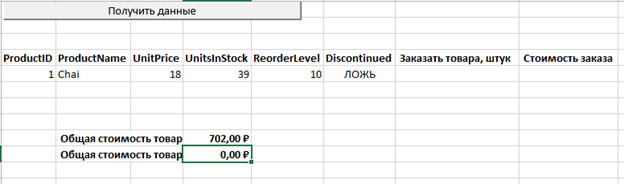 Получить данные
ProductID ProductName UnitPrice UnitsInStock ReorderLevel Discontinued Заказать товара, штук Стоимость заказа
1 Chai 18 39 10 ЛОЖЬ
Общая стоимость товар 702,00 ₽
Общая стоимость товар 0,00 ₽